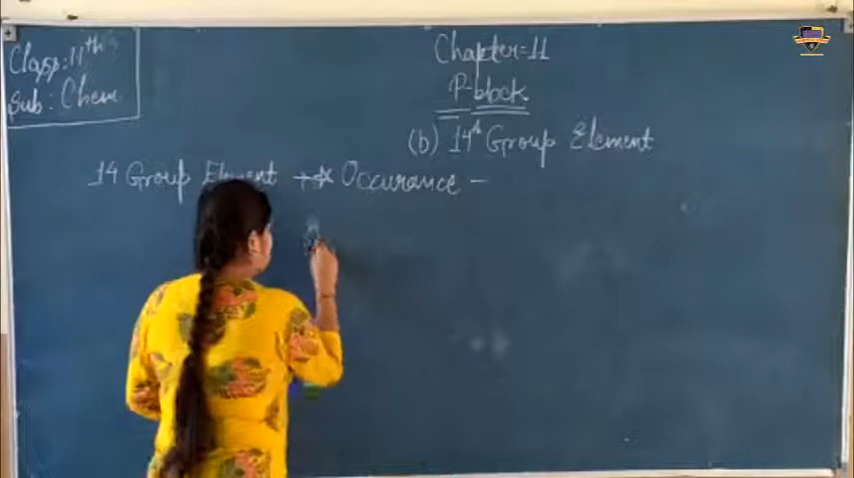 Class: 11th
Sub: Chem
Chapter = 11
P-block
(b) 14th Group Element
14 Group Element → * Occurance -